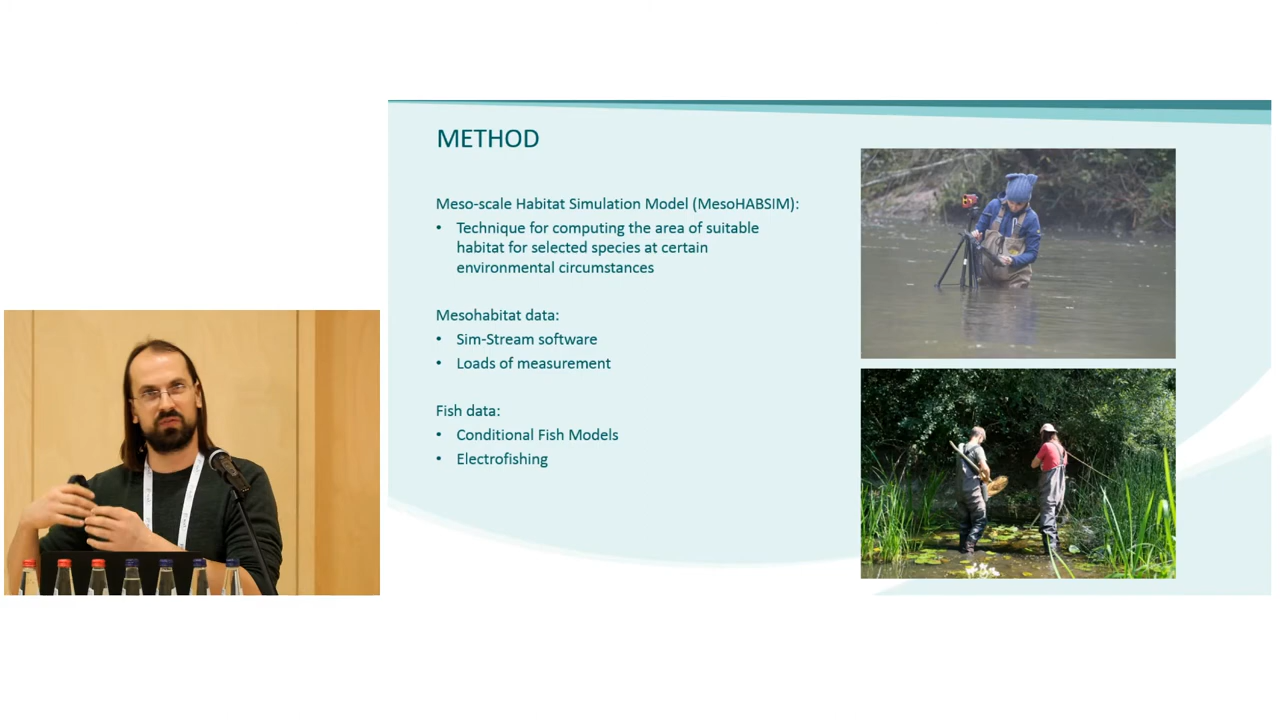 METHOD
Meso-scale Habitat Simulation Model (MesoHABSIM):
• Technique for computing the area of suitable
habitat for selected species at certain
environmental circumstances
Mesohabitat data:
• Sim-Stream software
• Loads of measurement
Fish data:
• Conditional Fish Models
• Electrofishing